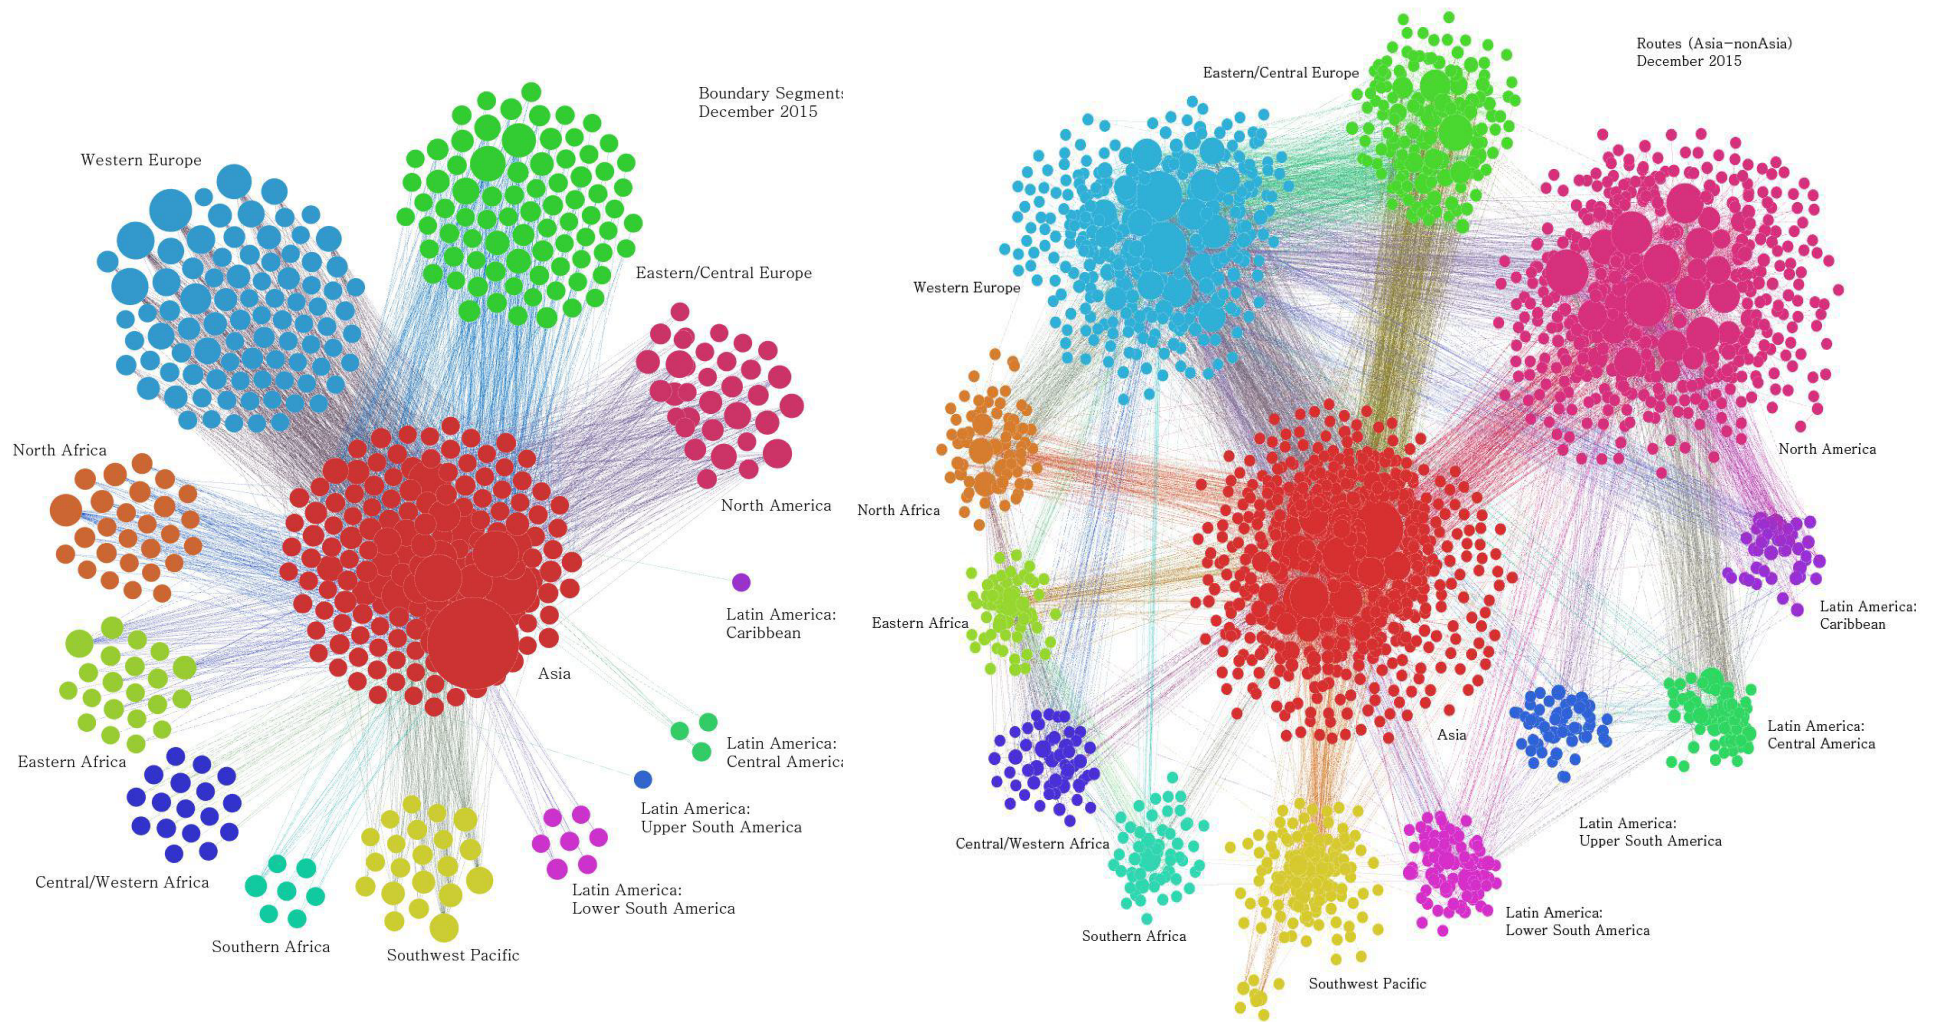 Boundary Segments
December 2015
Western Europe
Eastern/Central Europe
North Africa
North America
Latin America:
Caribbean
Asia
Latin America:
Central America
Eastern Africa
Latin America:
Upper South America
Central/Western Africa
Latin America:
Lower South America
Southern Africa
Southwest Pacific
Routes (Asia-nonAsia)
December 2015
Eastern/Central Europe
Western Europe
North America
North Africa
Eastern Africa
Latin America:
Caribbean
Asia
Latin America:
Central America
Latin America:
Upper South America
Central/Western Africa
Latin America:
Lower South America
Southern Africa
Southwest Pacific